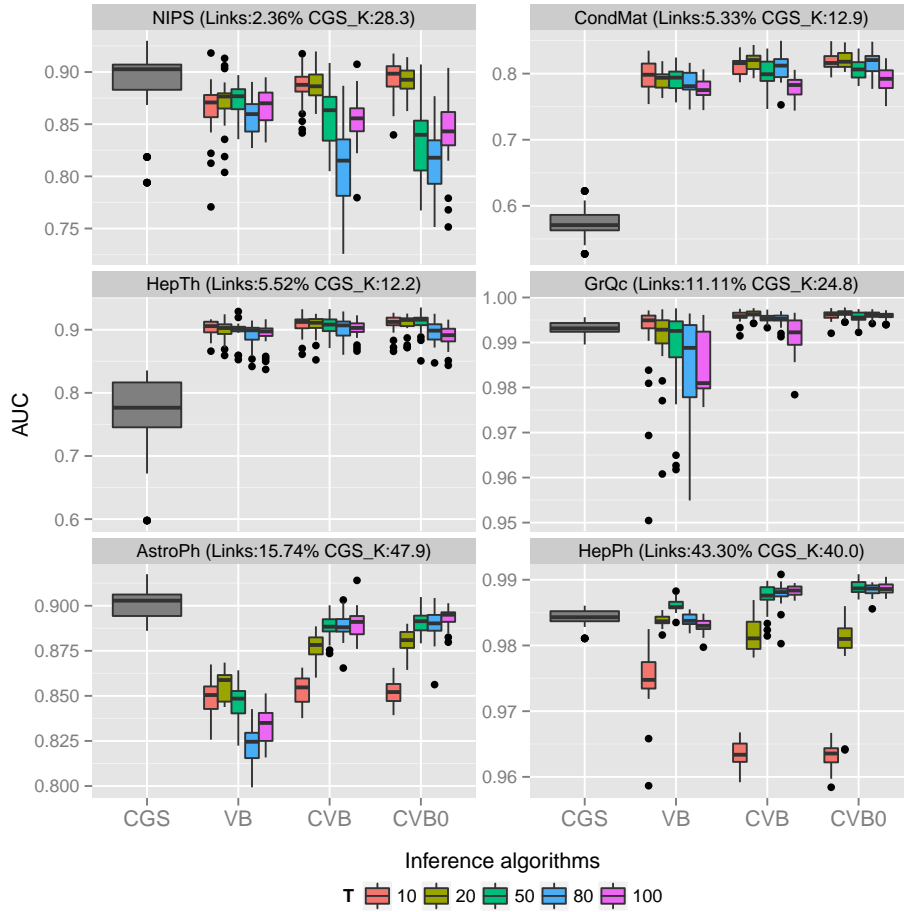 NIPS (Links:2.36% CGS_K:28.3)
CondMat (Links:5.33% CGS_K:12.9)
0.90
0.85
0.80
0.75
0.8
0.7
0.6
HepTh (Links:5.52% CGS_K:12.2)
GrQc (Links:11.11% CGS_K:24.8)
0.9
0.8
0.7
0.6
1.00
0.99
0.98
0.97
0.96
0.95
AUC
AstroPh (Links:15.74% CGS_K:47.9)
HepPh (Links:43.30% CGS_K:40.0)
0.900
0.875
0.850
0.825
0.800
0.99
0.98
0.97
0.96
CGS VB CVB CVB0
CGS VB CVB CVB0
Inference algorithms
T 10 20 50 80 100